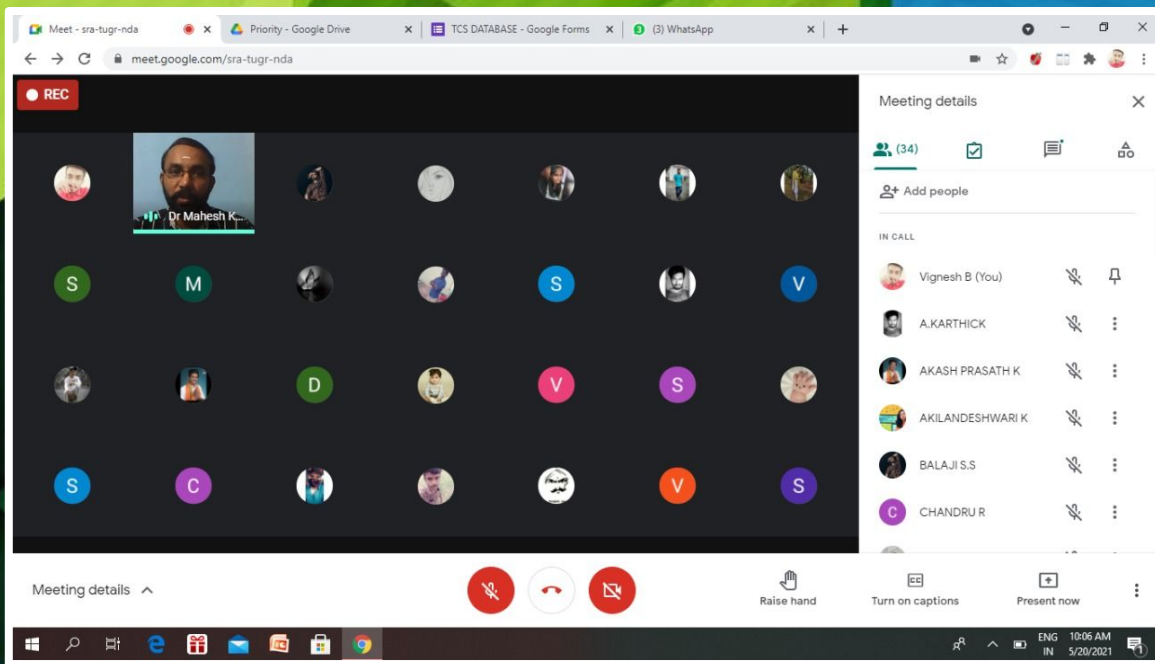 Meet - sra-tugr-nda
Priority - Google Drive
TCS DATABASE - Google Forms
(3) WhatsApp
meet.google.com/sra-tugr-nda
REC
Dr Mahesh K...
S
M
S
V
D
V
S
S
C
V
S
Meeting details
(34)
Add people
IN CALL
Vignesh B (You)
A.KARTHICK
AKASH PRASATH K
AKILANDESHWARI K
BALAJI S.S
C
CHANDRU R
Meeting details
Raise hand
CC
Turn on captions
Present now
ENG 10:06 AM
IN 5/20/2021